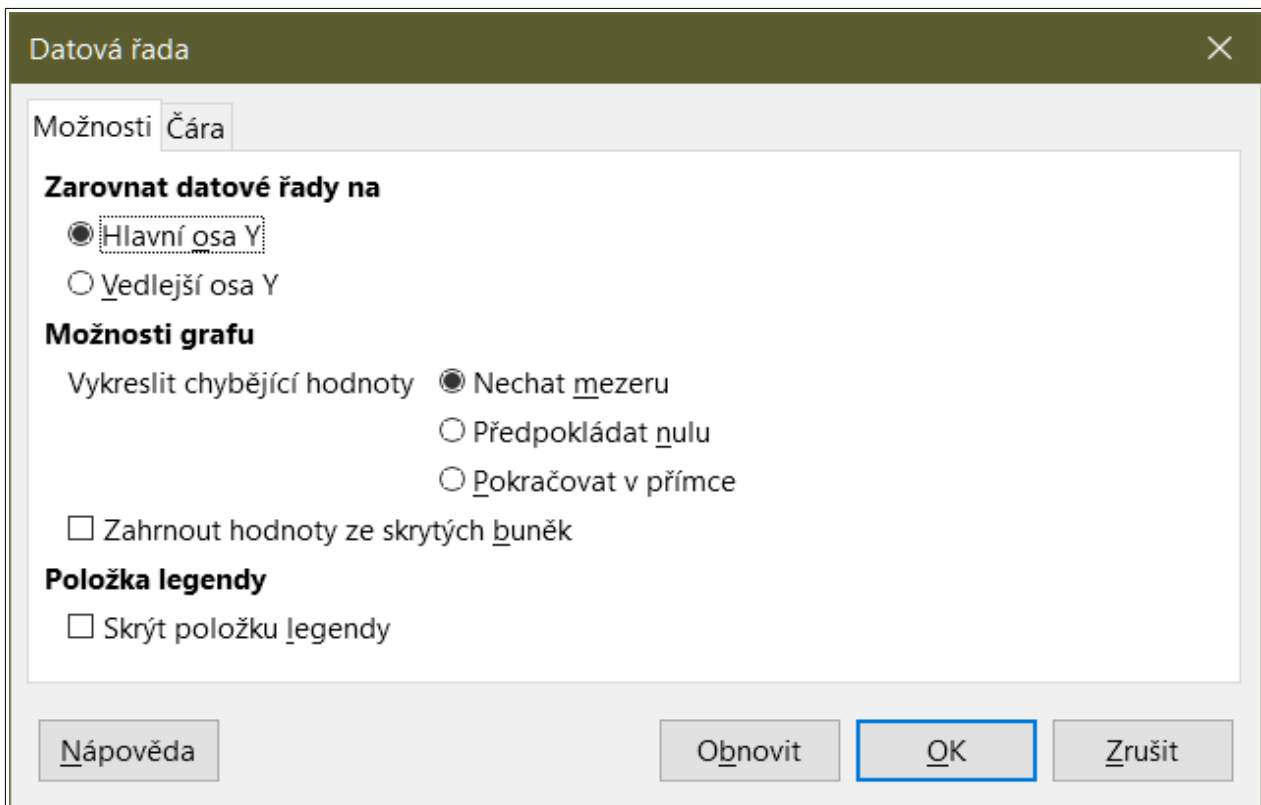 Datová řada
Možnosti Čára
Zarovnat datové řady na
Hlavní osa Y
Vedlejší osa Y
Možnosti grafu
Vykreslit chybějící hodnoty Nechat mezeru
Předpokládat nulu
Pokračovat v přímce
Zahrnout hodnoty ze skrytých buněk
Položka legendy
Skrýt položku legendy
Nápověda Obnovit OK Zrušit